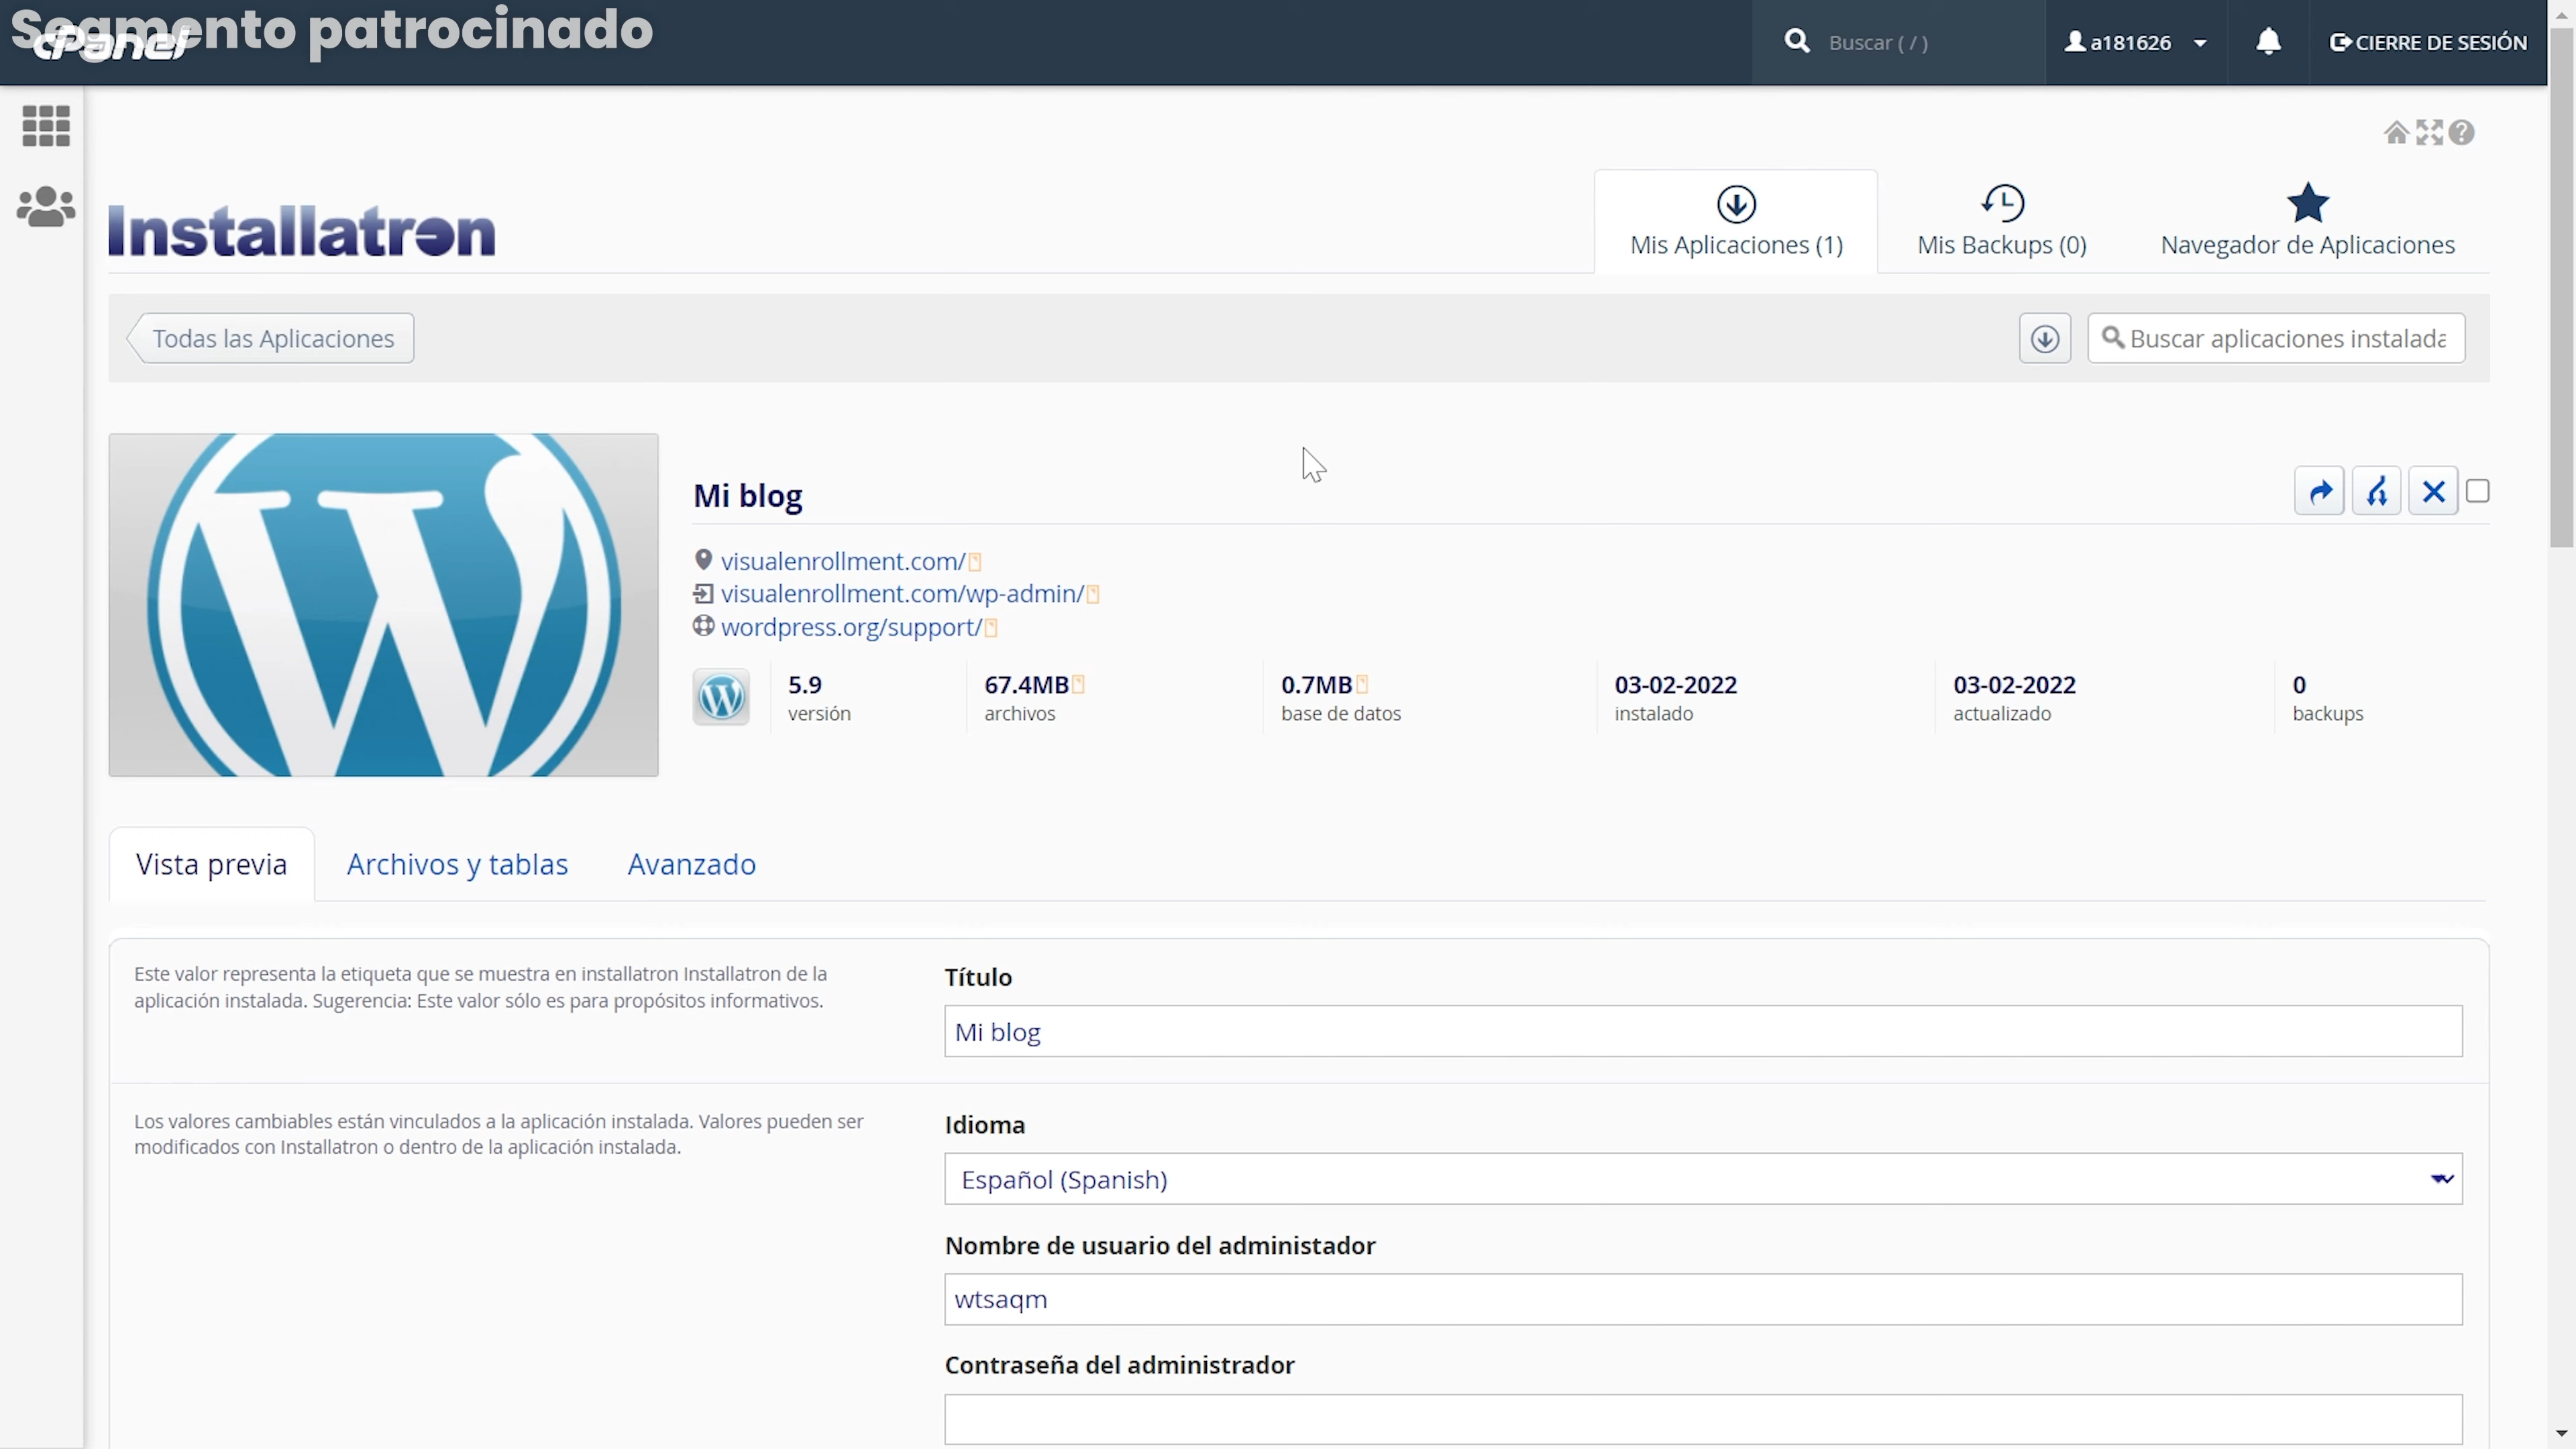 Segmento patrocinado
cPanel
Buscar ( / )
a181626
CIERRE DE SESIÓN
Installatron
Mis Aplicaciones (1)
Mis Backups (0)
Navegador de Aplicaciones
Todas las Aplicaciones
Buscar aplicaciones instalada
Mi blog
visualenrollment.com/
visualenrollment.com/wp-admin/
wordpress.org/support/
5.9
versión
67.4MB
archivos
0.7MB
base de datos
03-02-2022
instalado
03-02-2022
actualizado
0
backups
Vista previa
Archivos y tablas
Avanzado
Este valor representa la etiqueta que se muestra en installatron Installatron de la
aplicación instalada. Sugerencia: Este valor sólo es para propósitos informativos.
Título
Mi blog
Los valores cambiables están vinculados a la aplicación instalada. Valores pueden ser
modificados con Installatron o dentro de la aplicación instalada.
Idioma
Español (Spanish)
Nombre de usuario del administador
wtsaqm
Contraseña del administrador